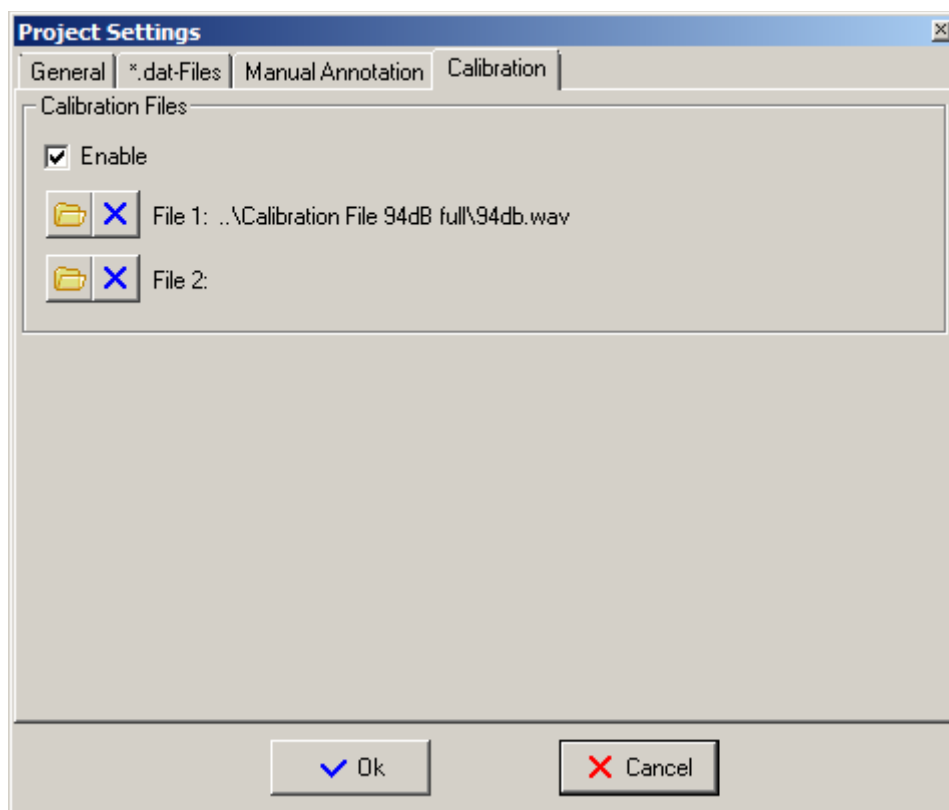 Project Settings
General *.dat-Files Manual Annotation Calibration
Calibration Files
Enable
File 1: ..\Calibration File 94dB full\94db.wav
File 2:
Ok Cancel